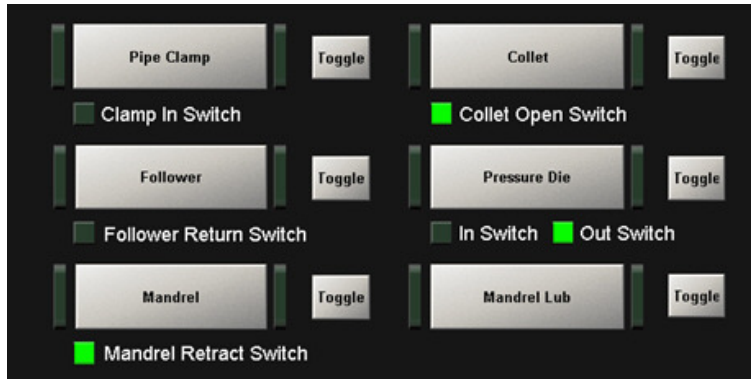 Pipe Clamp Toggle Collet Toggle
Clamp In Switch Collet Open Switch
Follower Toggle Pressure Die Toggle
Follower Return Switch In Switch Out Switch
Mandrel Toggle Mandrel Lub Toggle
Mandrel Retract Switch